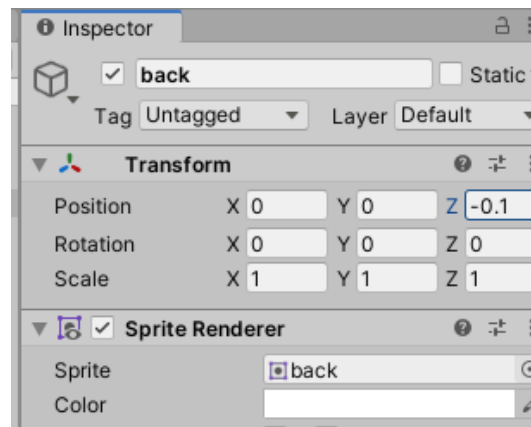 Inspector
back Static
Tag Untagged Layer Default
Transform
Position X 0 Y 0 Z -0.1
Rotation X 0 Y 0 Z 0
Scale X 1 Y 1 Z 1
Sprite Renderer
Sprite back
Color